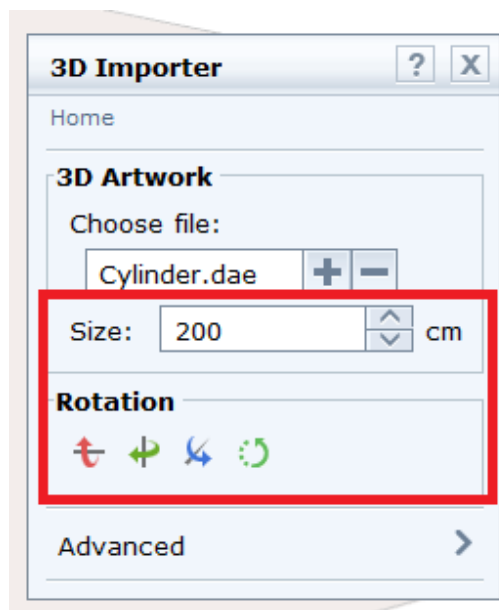 3D Importer ? X
Home
3D Artwork
Choose file:
Cylinder.dae
Size: 200 cm
Rotation
Advanced